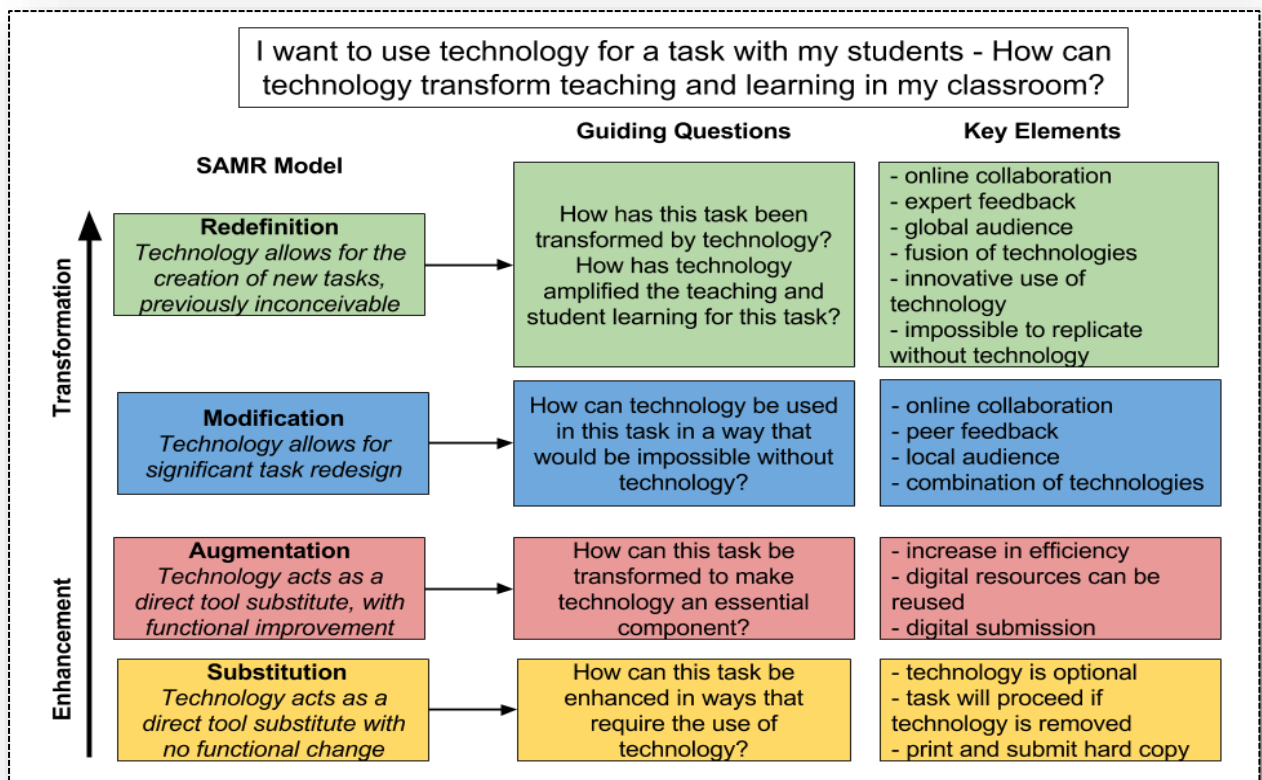 I want to use technology for a task with my students - How can
technology transform teaching and learning in my classroom?
Guiding Questions
Key Elements
SAMR Model
Transformation
Enhancement
Redefinition
Technology allows for the
creation of new tasks,
previously inconceivable
How has this task been
transformed by technology?
How has technology
amplified the teaching and
student learning for this task?
- online collaboration
- expert feedback
- global audience
- fusion of technologies
- innovative use of
technology
- impossible to replicate
without technology
Modification
Technology allows for
significant task redesign
How can technology be used
in this task in a way that
would be impossible without
technology?
- online collaboration
- peer feedback
- local audience
- combination of technologies
Augmentation
Technology acts as a
direct tool substitute, with
functional improvement
How can this task be
transformed to make
technology an essential
component?
- increase in efficiency
- digital resources can be
reused
- digital submission
Substitution
Technology acts as a
direct tool substitute with
no functional change
How can this task be
enhanced in ways that
require the use of
technology?
- technology is optional
- task will proceed if
technology is removed
- print and submit hard copy